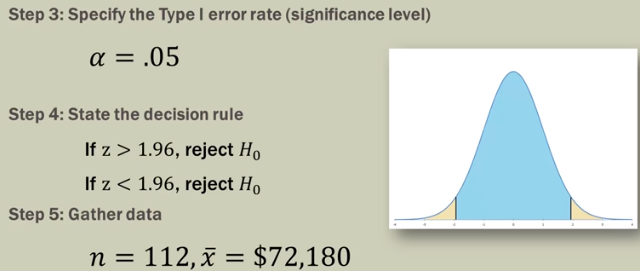 Step 3: Specify the Type I error rate (significance level)
α = .05
Step 4: State the decision rule
If z > 1.96, reject H₀
If z < 1.96, reject H₀
Step 5: Gather data
n = 112, x̄ = $72,180